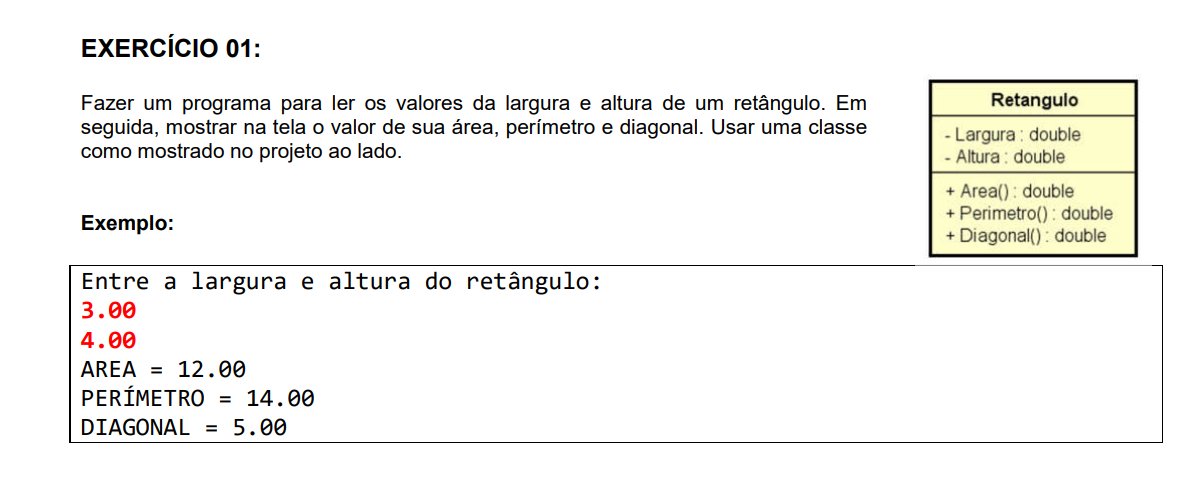 EXERCÍCIO 01:
Fazer um programa para ler os valores da largura e altura de um retângulo. Em
seguida, mostrar na tela o valor de sua área, perímetro e diagonal. Usar uma classe
como mostrado no projeto ao lado.
Retangulo
- Largura : double
- Altura : double
+ Area() : double
+ Perimetro() : double
+ Diagonal() : double
Exemplo:
Entre a largura e altura do retângulo:
3.00
4.00
AREA = 12.00
PERÍMETRO = 14.00
DIAGONAL = 5.00